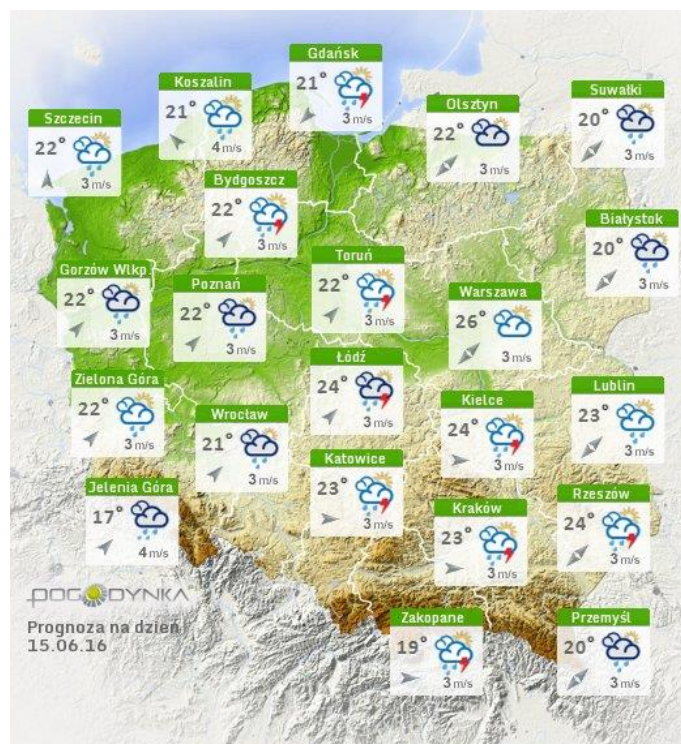 Gdańsk
21°
3 m/s
Koszalin
21°
4 m/s
Suwałki
20°
3 m/s
Olsztyn
22°
3 m/s
Szczecin
22°
3 m/s
Bydgoszcz
22°
3 m/s
Białystok
20°
3 m/s
Toruń
22°
3 m/s
Gorzów Wlkp.
22°
3 m/s
Poznań
22°
3 m/s
Warszawa
26°
3 m/s
Łódź
24°
3 m/s
Zielona Góra
22°
3 m/s
Lublin
23°
3 m/s
Kielce
24°
3 m/s
Wrocław
21°
3 m/s
Katowice
23°
3 m/s
Jelenia Góra
17°
4 m/s
Rzeszów
24°
3 m/s
Kraków
23°
3 m/s
POGODYNKA
Prognoza na dzień
15.06.16
Zakopane
19°
3 m/s
Przemyśl
20°
3 m/s